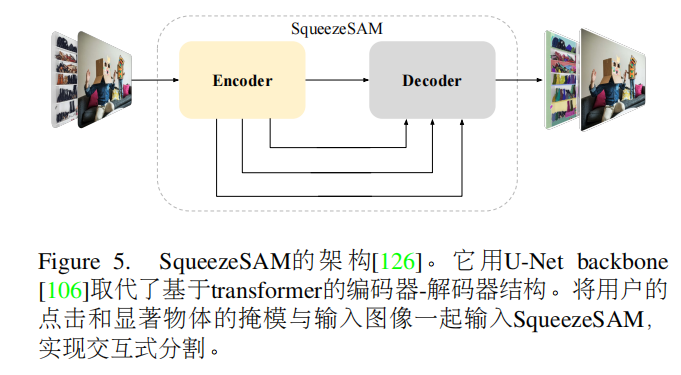 SqueezeSAM
Encoder
Decoder
Figure 5. SqueezeSAM的架构[126]。它用U-Net backbone
[106]取代了基于transformer的编码器-解码器结构。将用户的
点击和显著物体的掩模与输入图像一起输入SqueezeSAM,
实现交互式分割。